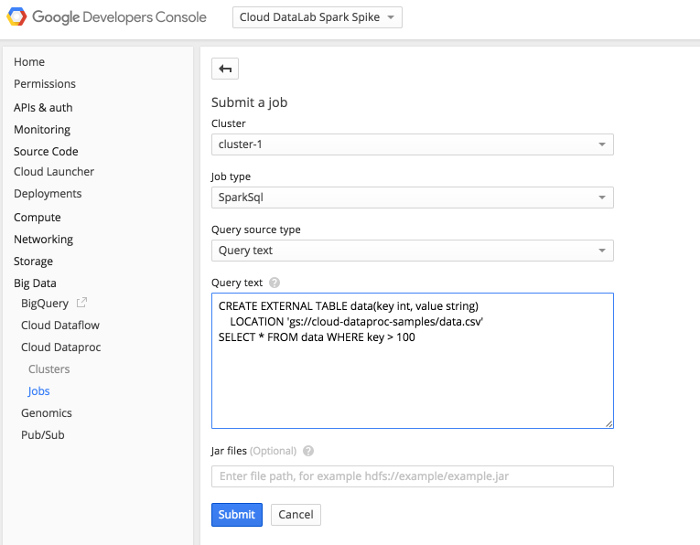 Google Developers Console
Cloud DataLab Spark Spike
Home
Permissions
APIs & auth
Monitoring
Source Code
Cloud Launcher
Deployments
Compute
Networking
Storage
Big Data
BigQuery
Cloud Dataflow
Cloud Dataproc
Clusters
Jobs
Genomics
Pub/Sub
Submit a job
Cluster
cluster-1
Job type
SparkSql
Query source type
Query text
Query text ?
CREATE EXTERNAL TABLE data(key int, value string)
LOCATION 'gs://cloud-dataproc-samples/data.csv'
SELECT * FROM data WHERE key > 100
Jar files (Optional) ?
Enter file path, for example hdfs://example/example.jar
Submit Cancel